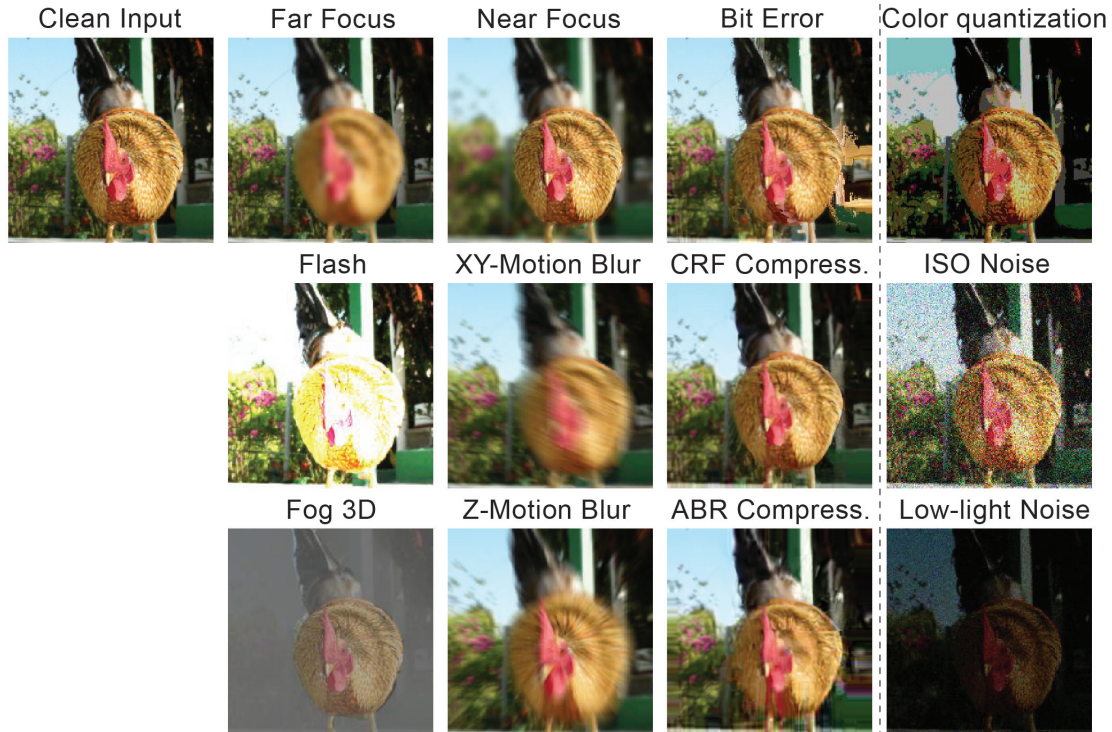 Clean Input
Far Focus
Near Focus
Bit Error
Color quantization
Flash
XY-Motion Blur
CRF Compress.
ISO Noise
Fog 3D
Z-Motion Blur
ABR Compress.
Low-light Noise